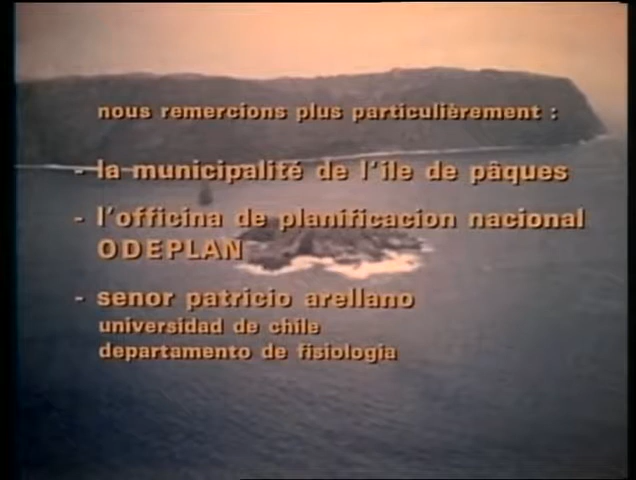 nous remercions plus particulièrement :
- la municipalité de l'ile de pâques
- l'officina de planificacion nacional
ODEPLAN
- senor patricio arellano
universidad de chile
departamento de fisiologia